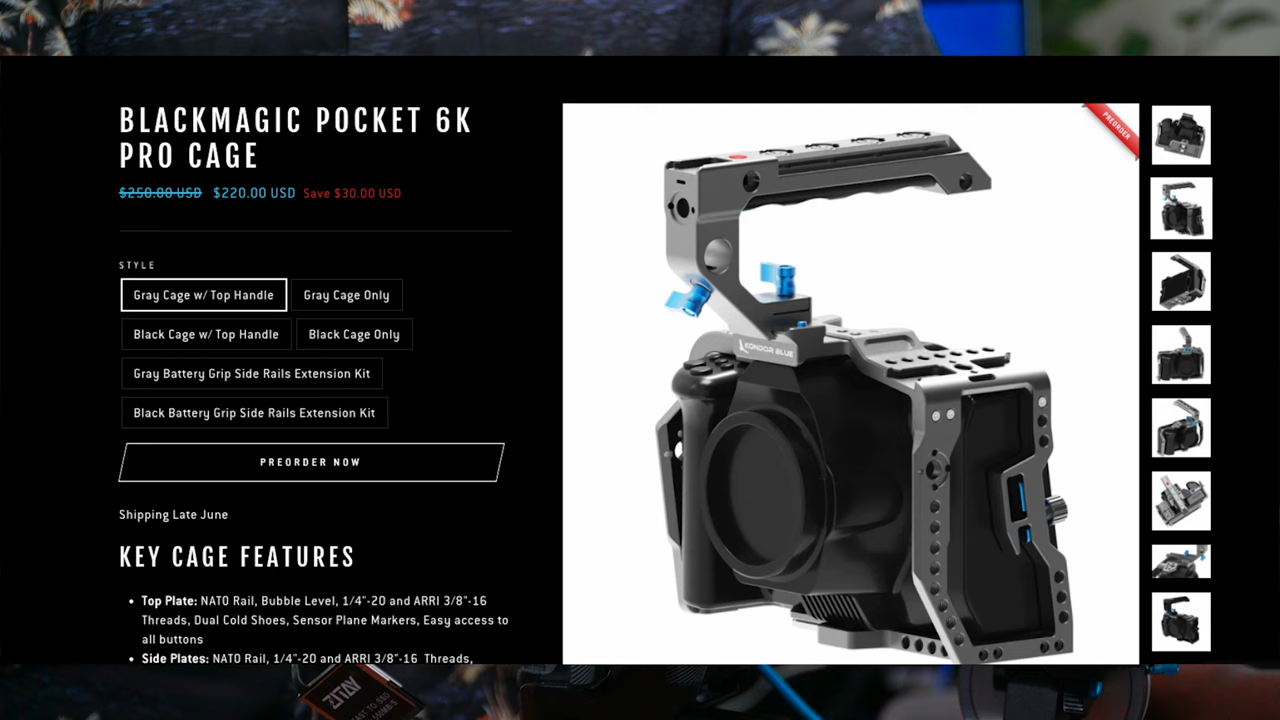 BLACKMAGIC POCKET 6K
PRO CAGE
$250.00 USD $220.00 USD Save $30.00 USD
STYLE
Gray Cage w/ Top Handle Gray Cage Only
Black Cage w/ Top Handle Black Cage Only
Gray Battery Grip Side Rails Extension Kit
Black Battery Grip Side Rails Extension Kit
PREORDER NOW
Shipping Late June
KEY CAGE FEATURES
• Top Plate: NATO Rail, Bubble Level, 1/4"-20 and ARRI 3/8"-16
Threads, Dual Cold Shoes, Sensor Plane Markers, Easy access to
all buttons
• Side Plates: NATO Rail, 1/4"-20 and ARRI 3/8"-16 Threads,
PREORDER
KONDOR BLUE
ZITAY